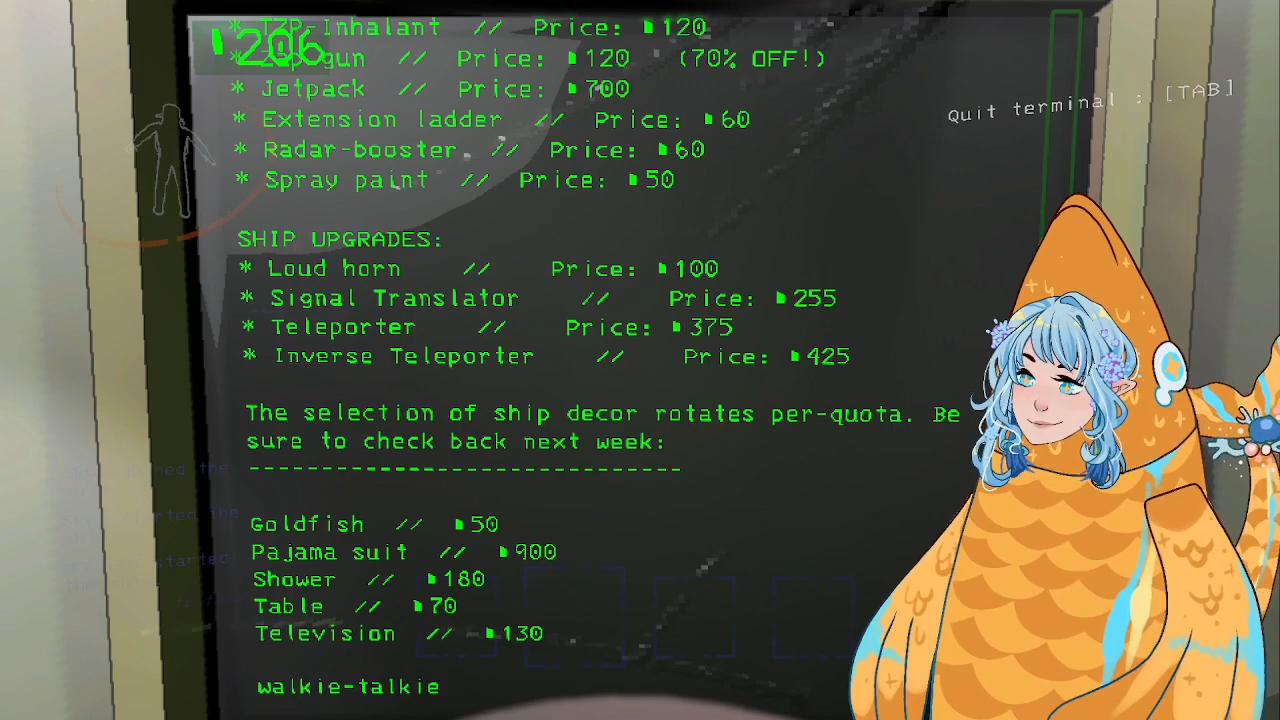 * TZP-Inhalant // Price: ▮120
▮206
* Zap gun // Price: ▮120 (70% OFF!)
* Jetpack // Price: ▮700
Quit terminal : [TAB]
* Extension ladder // Price: ▮60
* Radar-booster // Price: ▮60
* Spray paint // Price: ▮50
SHIP UPGRADES:
* Loud horn // Price: ▮100
* Signal Translator // Price: ▮255
* Teleporter // Price: ▮375
* Inverse Teleporter // Price: ▮425
The selection of ship decor rotates per-quota. Be
sure to check back next week:
------------------------------
Goldfish // ▮50
Pajama suit // ▮900
Shower // ▮180
Table // ▮70
Television // ▮130
walkie-talkie